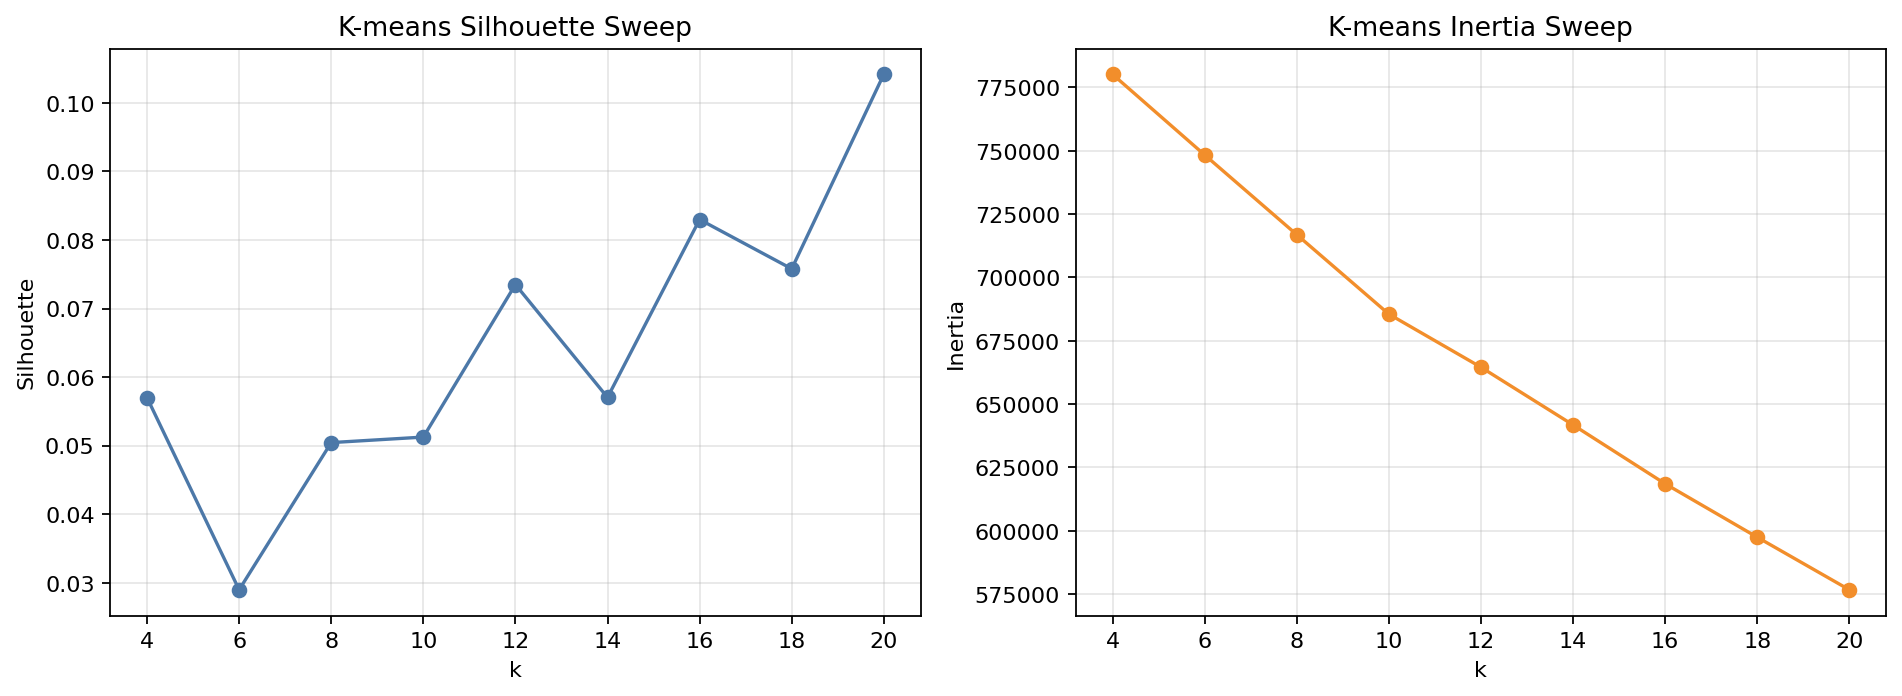 K-means Silhouette Sweep
Silhouette
0.10
0.09
0.08
0.07
0.06
0.05
0.04
0.03
4 6 8 10 12 14 16 18 20
k
K-means Inertia Sweep
Inertia
775000
750000
725000
700000
675000
650000
625000
600000
575000
4 6 8 10 12 14 16 18 20
k